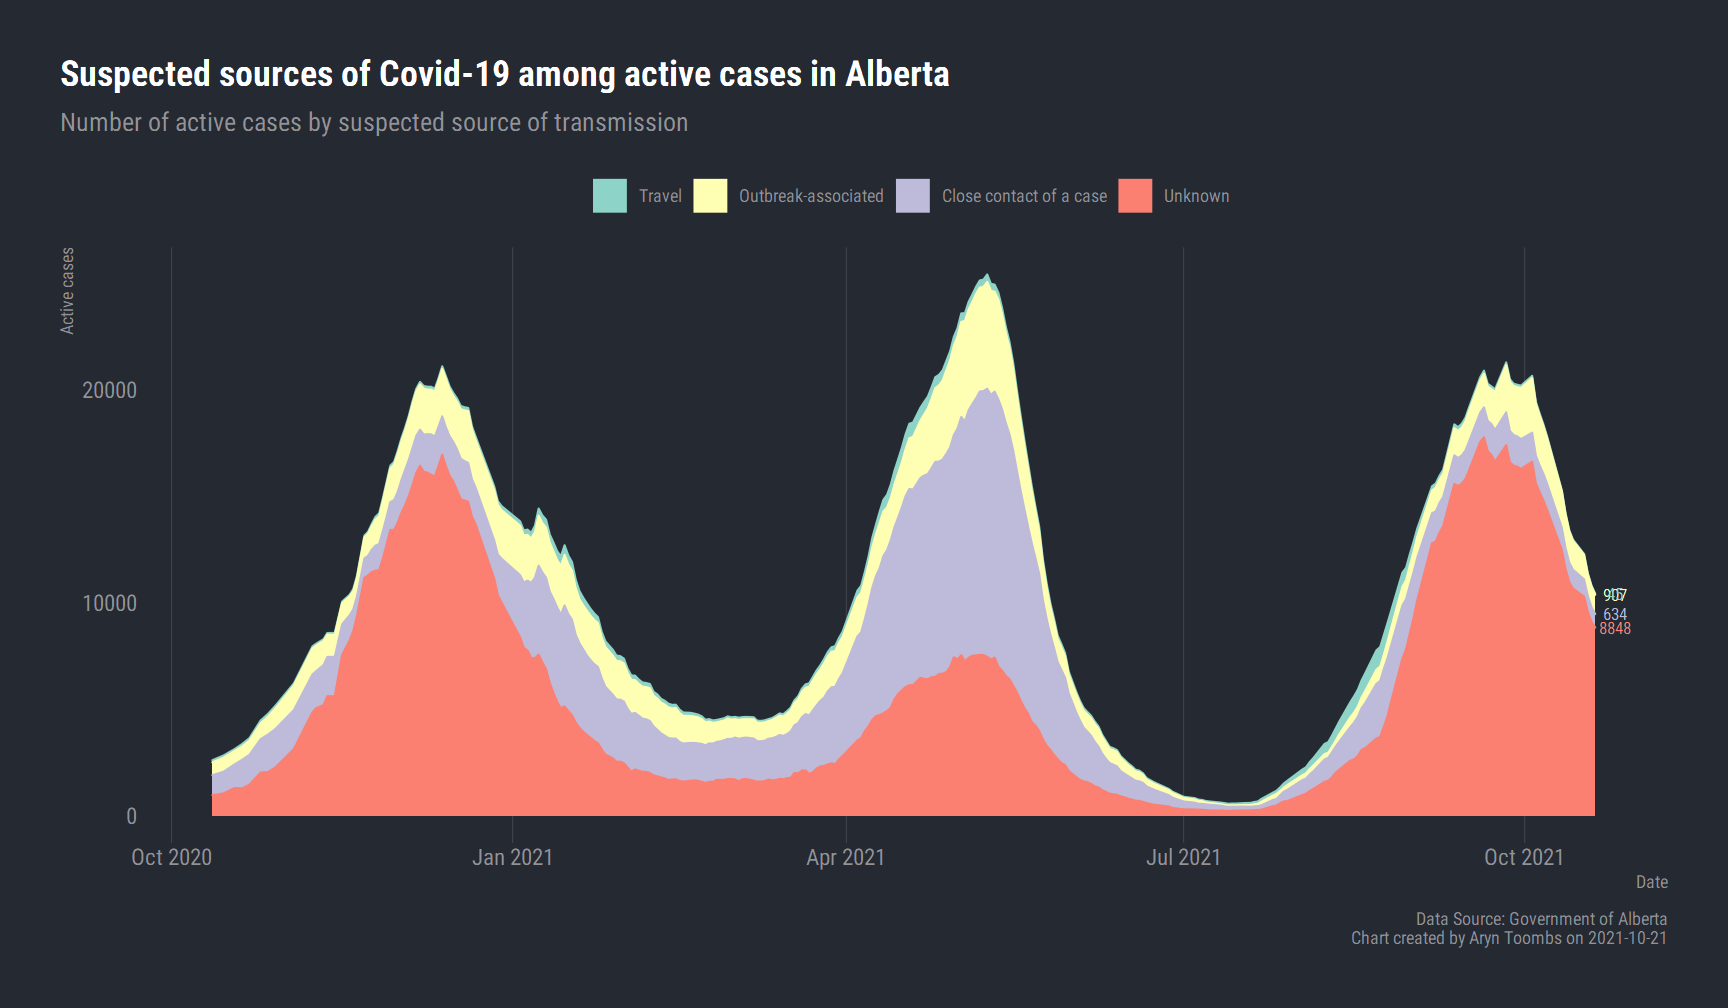 Suspected sources of Covid-19 among active cases in Alberta
Number of active cases by suspected source of transmission
Travel Outbreak-associated Close contact of a case Unknown
Active cases
20000
10000
0
907
634
8848
Oct 2020 Jan 2021 Apr 2021 Jul 2021 Oct 2021
Date
Data Source: Government of Alberta
Chart created by Aryn Toombs on 2021-10-21